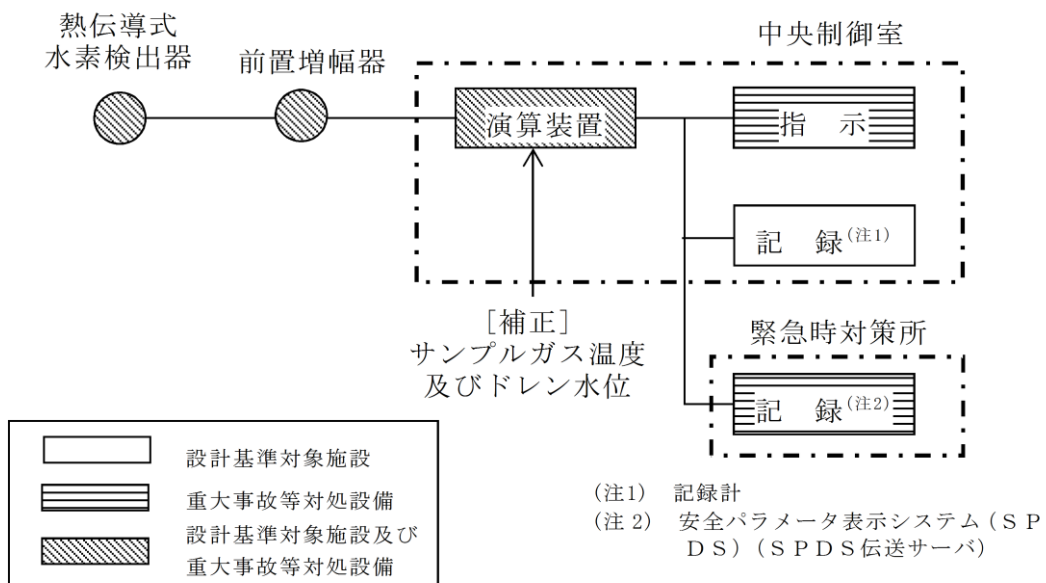 熱伝導式
水素検出器
前置増幅器
中央制御室
演算装置
指 示
記 録(注1)
[補正]
サンプルガス温度
及びドレン水位
緊急時対策所
記 録(注2)
設計基準対象施設
重大事故等対処設備
設計基準対象施設及び
重大事故等対処設備
(注1) 記録計
(注 2) 安全パラメータ表示システム(SP
DS)(SPDS伝送サーバ)